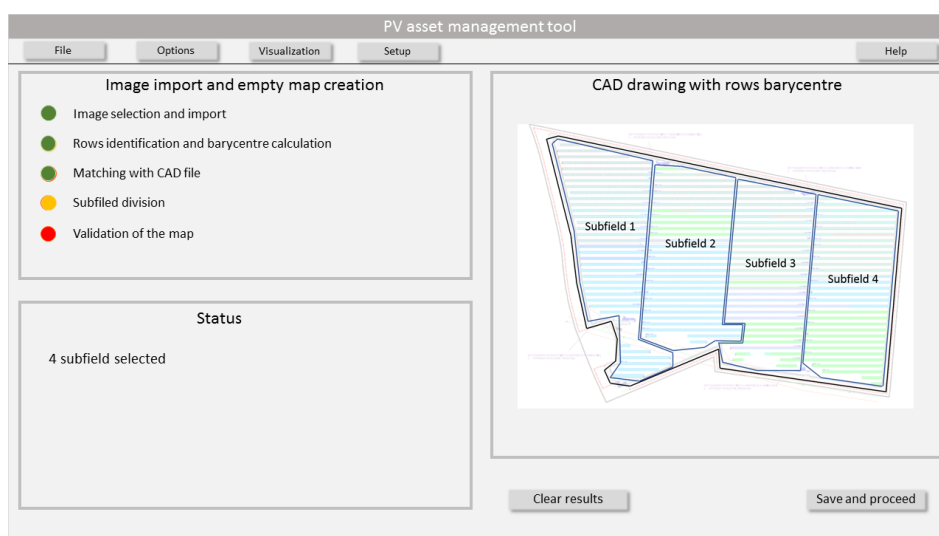 PV asset management tool
File Options Visualization Setup Help
Image import and empty map creation
Image selection and import
Rows identification and barycentre calculation
Matching with CAD file
Subfiled division
Validation of the map
Status
4 subfield selected
CAD drawing with rows barycentre
Subfield 1
Subfield 2
Subfield 3
Subfield 4
Clear results Save and proceed